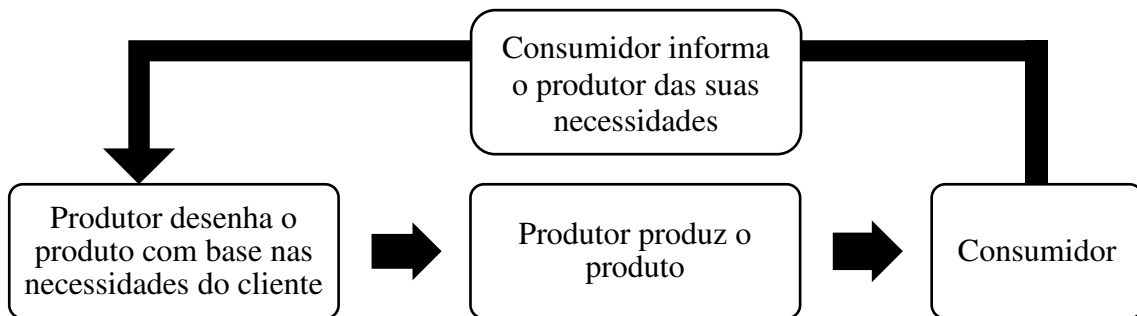 Consumidor informa
o produtor das suas
necessidades
Produtor desenha o
produto com base nas
necessidades do cliente
Produtor produz o
produto
Consumidor